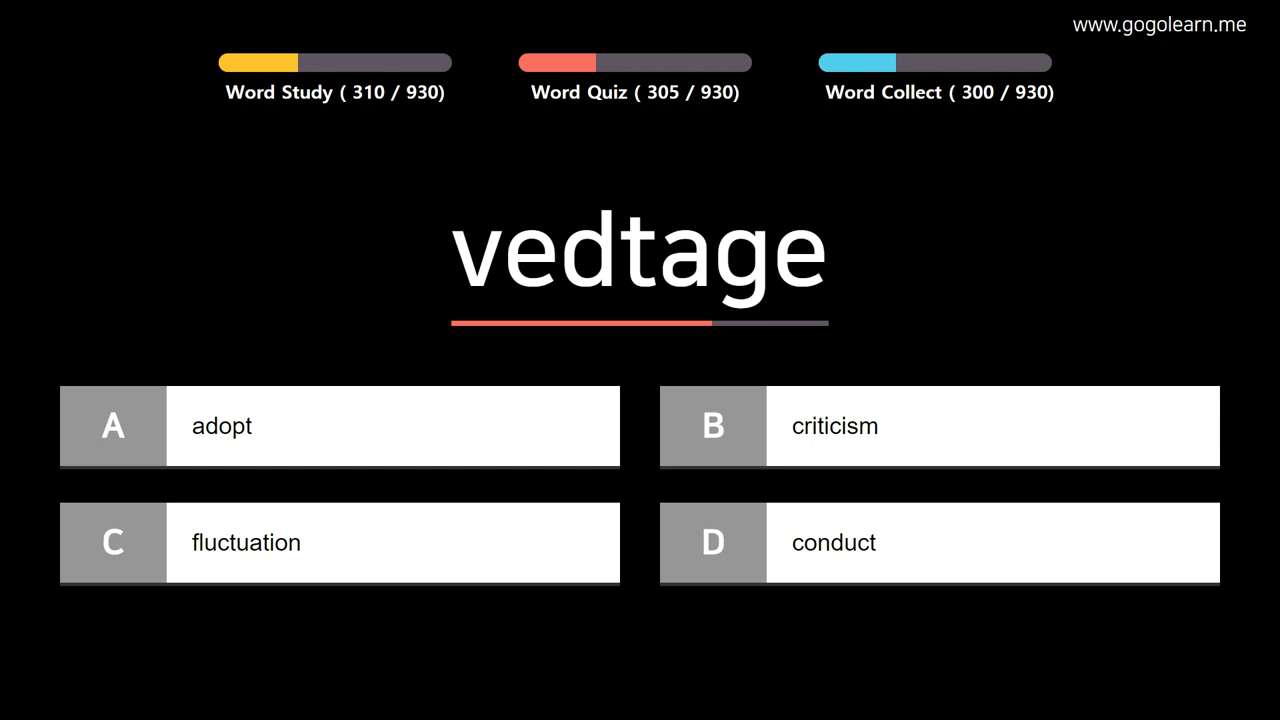 www.gogolearn.me
Word Study ( 310 / 930)
Word Quiz ( 305 / 930)
Word Collect ( 300 / 930)
vedtage
A adopt
B criticism
C fluctuation
D conduct